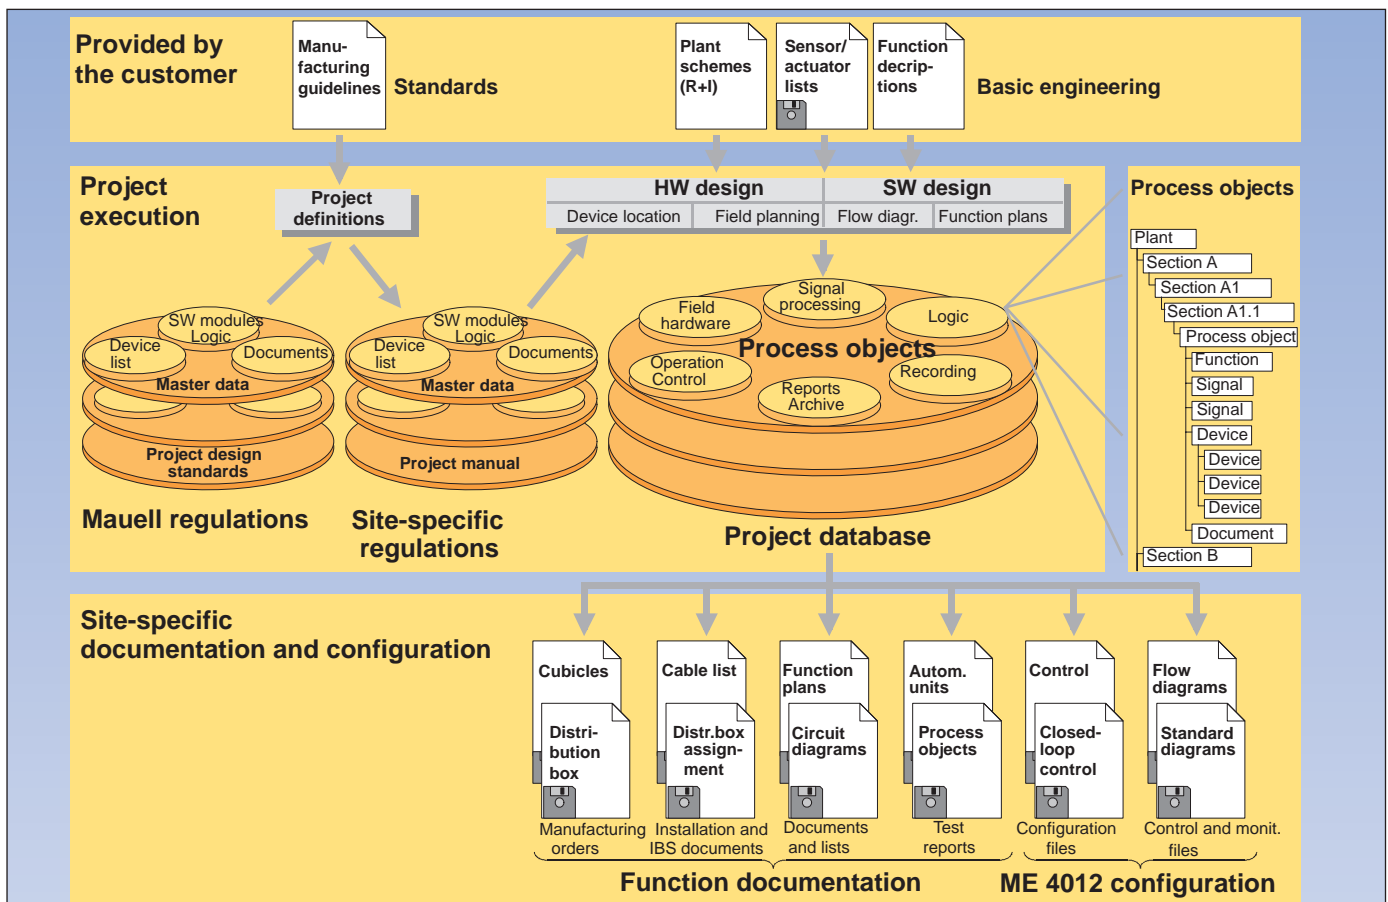 Provided by
the customer
Manu-
facturing
guidelines
Standards
Plant
schemes
(R+I)
Sensor/
actuator
lists
Function
decrip-
tions
Basic engineering
Project
execution
Project
definitions
HW design
SW design
Device location
Field planning
Flow diagr.
Function plans
SW modules
Logic
Device
list
Documents
Master data
Project design
standards
Mauell regulations
SW modules
Logic
Device
list
Documents
Master data
Project manual
Site-specific
regulations
Field
hardware
Signal
processing
Logic
Process objects
Operation
Control
Reports
Archive
Recording
Project database
Process objects
Plant
Section A
Section A1
Section A1.1
Process object
Function
Signal
Signal
Device
Device
Device
Device
Document
Section B
Site-specific
documentation and configuration
Cubicles
Distri-
bution
box
Manufacturing
orders
Cable list
Distr.box
assign-
ment
Installation and
IBS documents
Function
plans
Circuit
diagrams
Documents
and lists
Autom.
units
Process
objects
Test
reports
Control
Closed-
loop
control
Configuration
files
Flow
diagrams
Standard
diagrams
Control and monit.
files
Function documentation
ME 4012 configuration